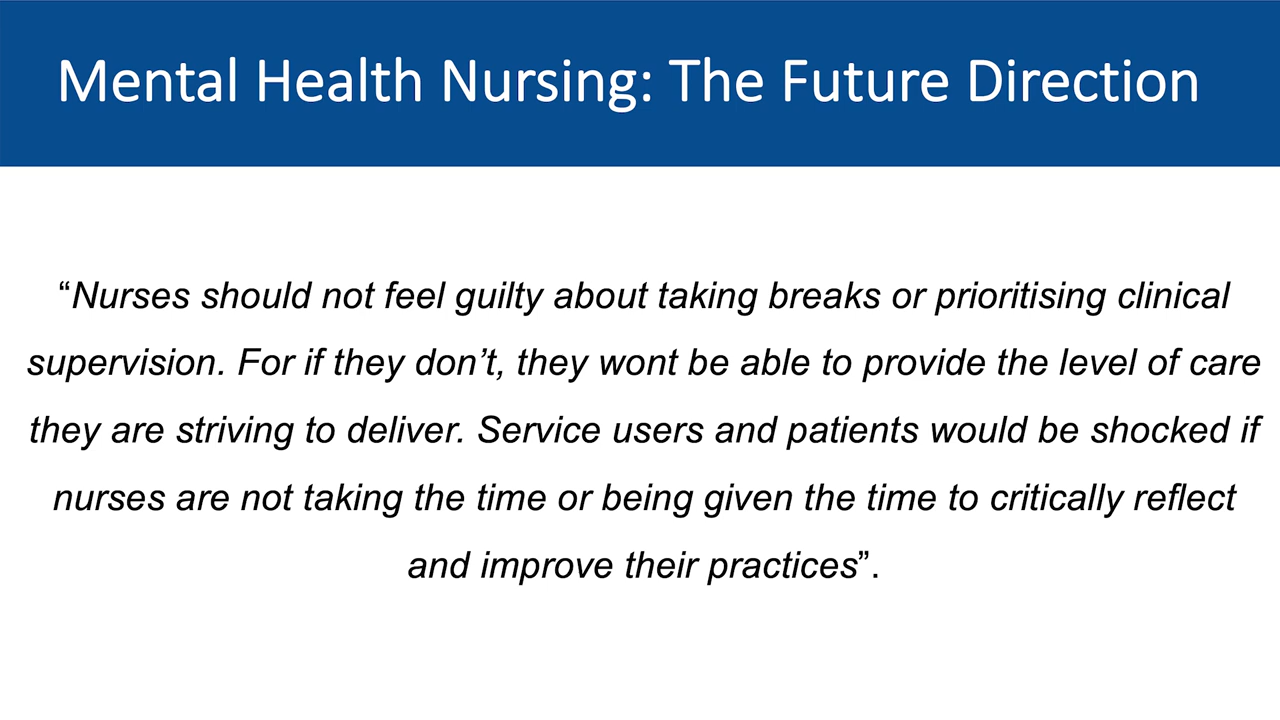 Mental Health Nursing: The Future Direction
“Nurses should not feel guilty about taking breaks or prioritising clinical
supervision. For if they don’t, they wont be able to provide the level of care
they are striving to deliver. Service users and patients would be shocked if
nurses are not taking the time or being given the time to critically reflect
and improve their practices”.